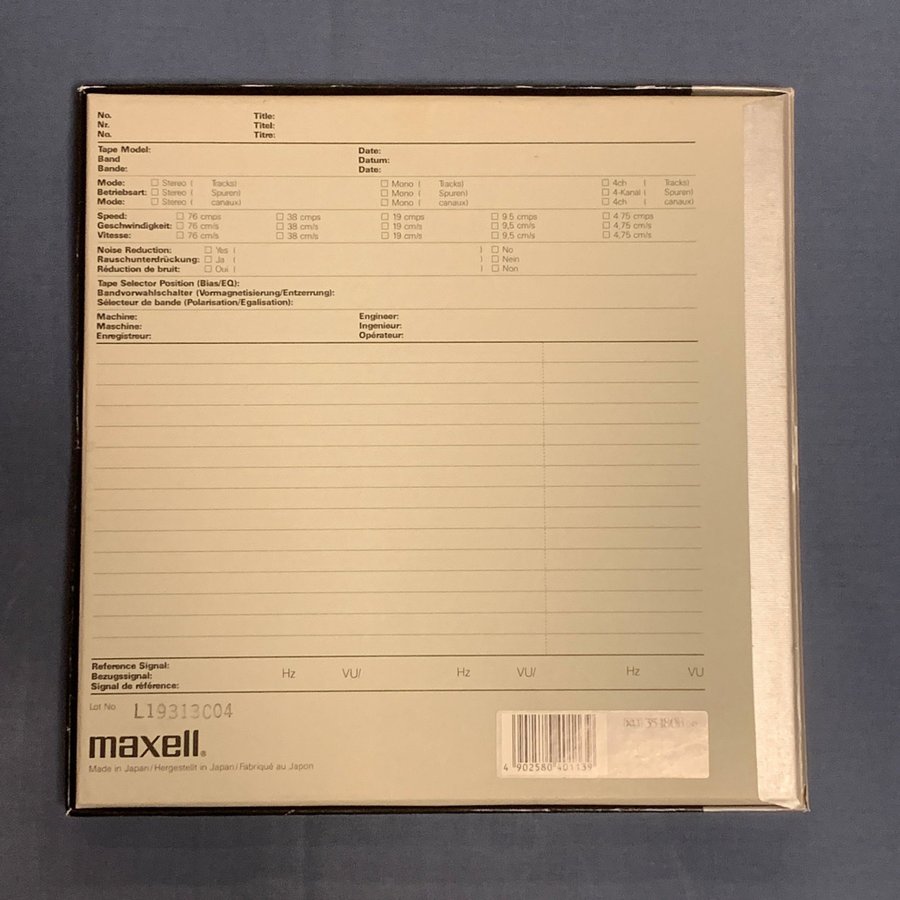 No. Title:
Nr. Titel:
No. Titre:
Tape Model: Date:
Band Datum:
Bande: Date:
Mode: Stereo ( Tracks) Mono ( Tracks) 4ch ( Tracks)
Betriebsart: Stereo ( Spuren) Mono ( Spuren) 4-Kanal ( Spuren)
Mode: Stereo ( canaux) Mono ( canaux) 4ch ( canaux)
Speed: 76 cmps 38 cmps 19 cmps 9.5 cmps 4.75 cmps
Geschwindigkeit: 76 cm/s 38 cm/s 19 cm/s 9,5 cm/s 4,75 cm/s
Vitesse: 76 cm/s 38 cm/s 19 cm/s 9,5 cm/s 4,75 cm/s
Noise Reduction: Yes ( ) No
Rauschunterdrückung: Ja ( ) Nein
Réduction de bruit: Oui ( ) Non
Tape Selector Position (Bias/EQ):
Bandvorwahlschalter (Vormagnetisierung/Entzerrung):
Sélecteur de bande (Polarisation/Egalisation):
Machine: Engineer:
Maschine: Ingenieur:
Enregistreur: Opérateur:
Reference Signal:
Bezugssignal: Hz VU/ Hz VU/ Hz VU
Signal de référence:
Lot No L19313C04
maxell®
Made in Japan/Hergestellt in Japan/Fabriqué au Japon
4 902580 401139